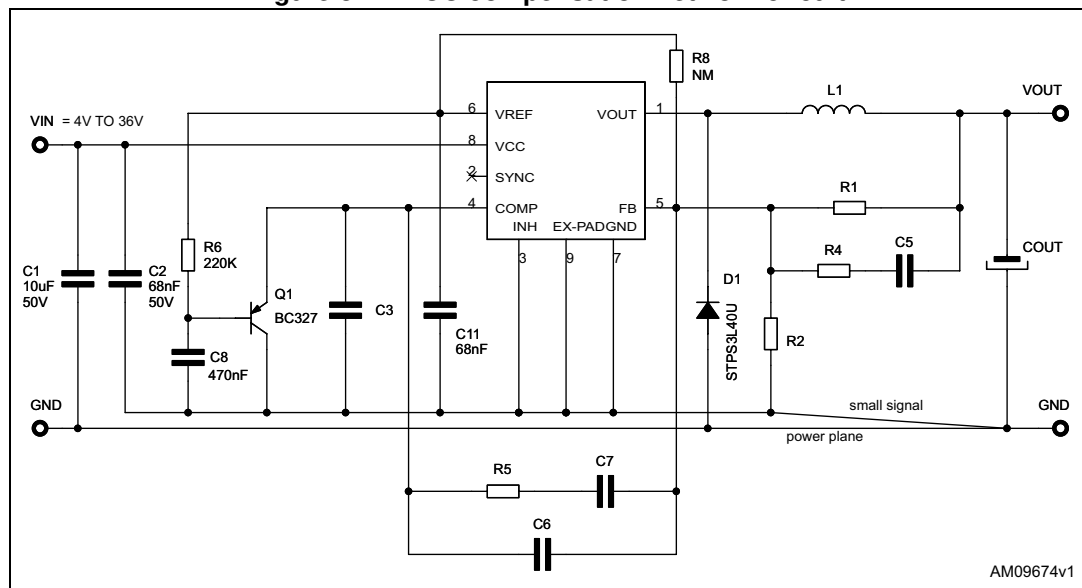 R8
NM
L1
VOUT
VIN = 4V TO 36V
6 VREF VOUT 1
8 VCC
2 SYNC
4 COMP FB 5
INH EX-PADGND
3 9 7
R1
R4
C5
COUT
R6
220K
C1
10uF
50V
C2
68nF
50V
Q1
BC327
C3
C11
68nF
D1
STPS3L40U
R2
C8
470nF
GND
small signal
GND
power plane
R5
C7
C6
AM09674v1